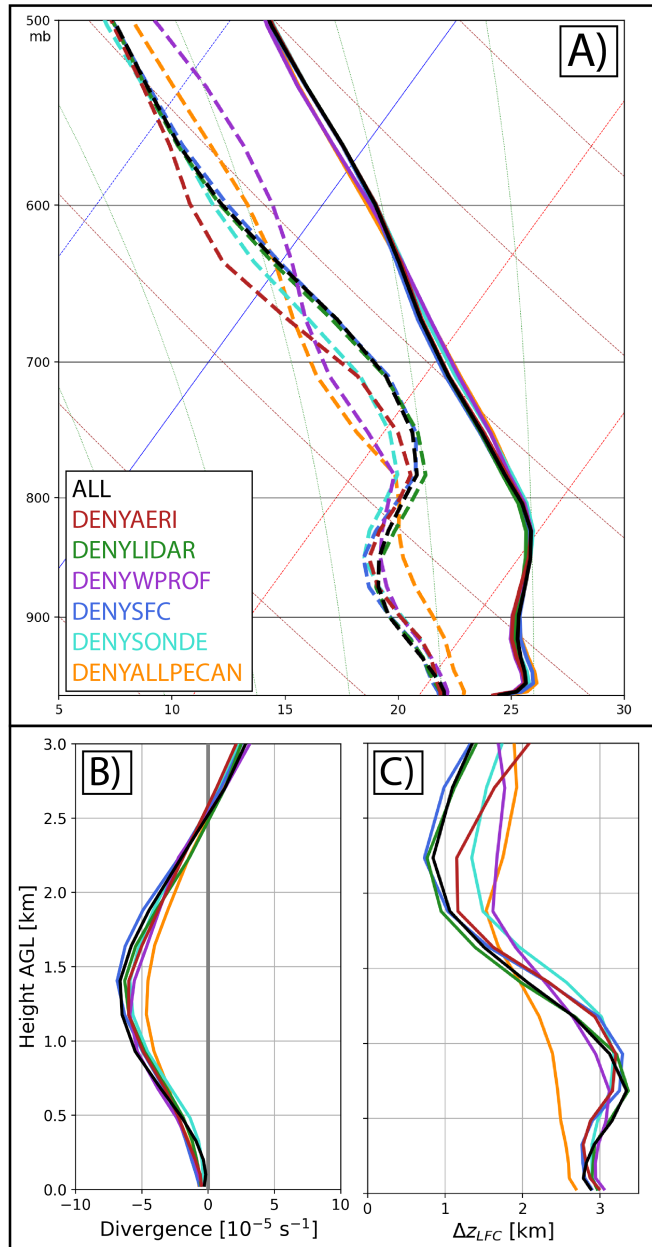 500
mb
A)
600
700
800
900
ALL
DENYAERI
DENYLIDAR
DENYWPROF
DENYSFC
DENYSONDE
DENYALLPECAN
5 10 15 20 25 30
B)
3.0
2.5
2.0
1.5
1.0
0.5
0.0
Height AGL [km]
−10 −5 0 5 10
Divergence [10⁻⁵ s⁻¹]
C)
0 1 2 3
Δz_LFC [km]